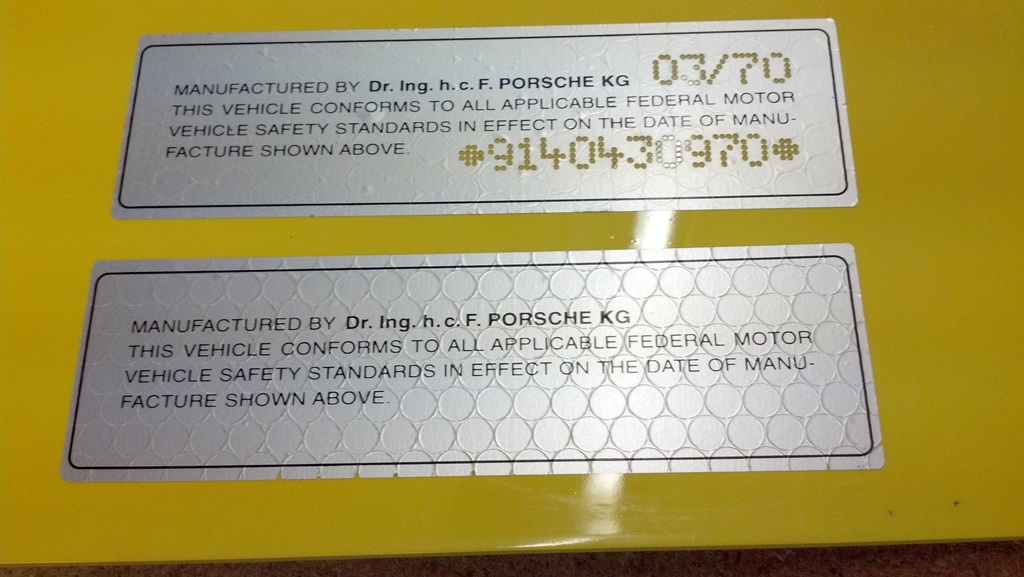 03/70
MANUFACTURED BY Dr. Ing. h. c. F. PORSCHE KG
THIS VEHICLE CONFORMS TO ALL APPLICABLE FEDERAL MOTOR
VEHICLE SAFETY STANDARDS IN EFFECT ON THE DATE OF MANU-
FACTURE SHOWN ABOVE.
*9140430970*
MANUFACTURED BY Dr. Ing. h. c. F. PORSCHE KG
THIS VEHICLE CONFORMS TO ALL APPLICABLE FEDERAL MOTOR
VEHICLE SAFETY STANDARDS IN EFFECT ON THE DATE OF MANU-
FACTURE SHOWN ABOVE.